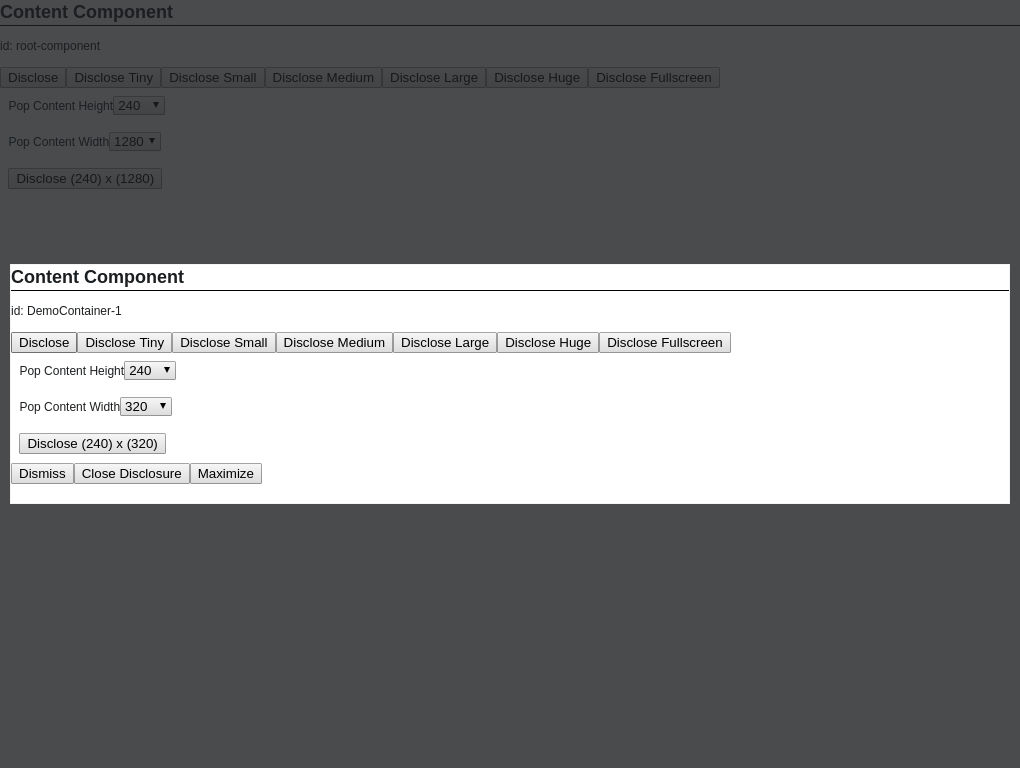 Content Component
id: root-component
Disclose Disclose Tiny Disclose Small Disclose Medium Disclose Large Disclose Huge Disclose Fullscreen
Pop Content Height 240
Pop Content Width 1280
Disclose (240) x (1280)
Content Component
id: DemoContainer-1
Disclose Disclose Tiny Disclose Small Disclose Medium Disclose Large Disclose Huge Disclose Fullscreen
Pop Content Height 240
Pop Content Width 320
Disclose (240) x (320)
Dismiss Close Disclosure Maximize